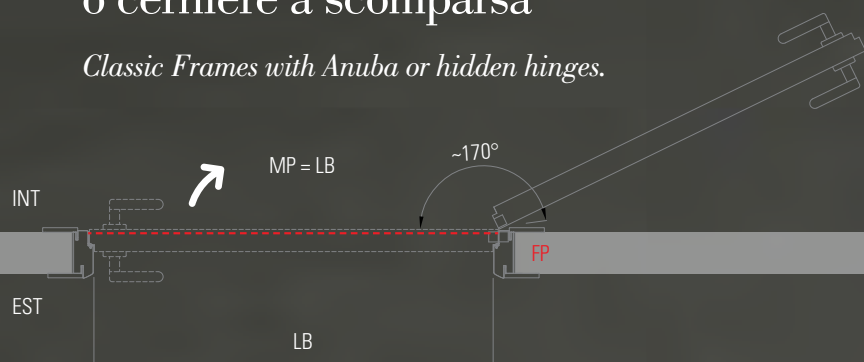 o cerniere a scomparsa
Classic Frames with Anuba or hidden hinges.
~170°
MP = LB
INT
FP
EST
LB